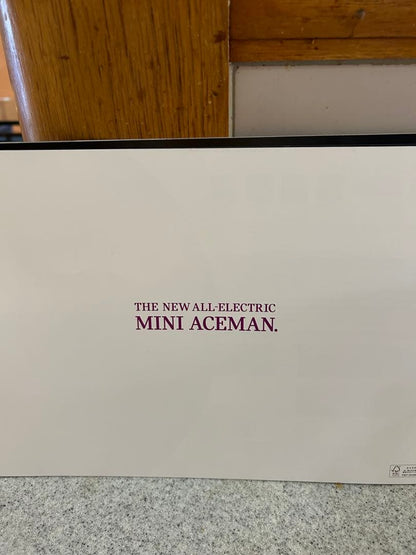 THE NEW ALL-ELECTRIC
MINI ACEMAN.